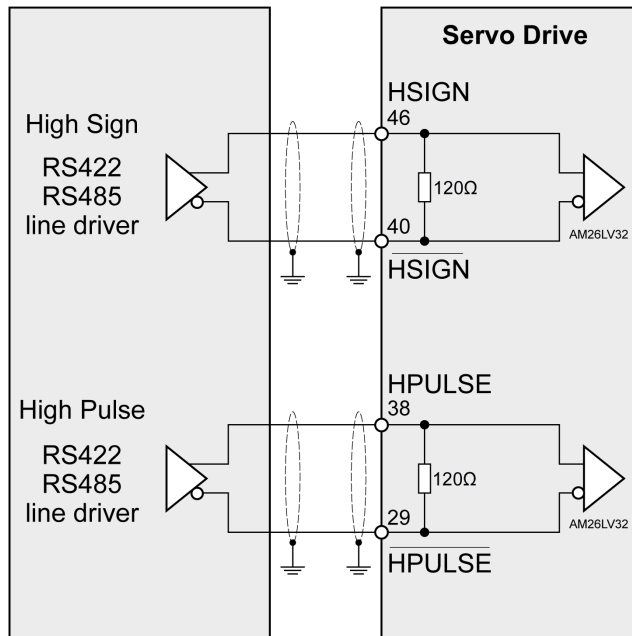 Servo Drive
HSIGN
46
High Sign
RS422
RS485
line driver
120Ω
40
AM26LV32
HSIGN
HPULSE
38
High Pulse
RS422
RS485
line driver
120Ω
29
AM26LV32
HPULSE